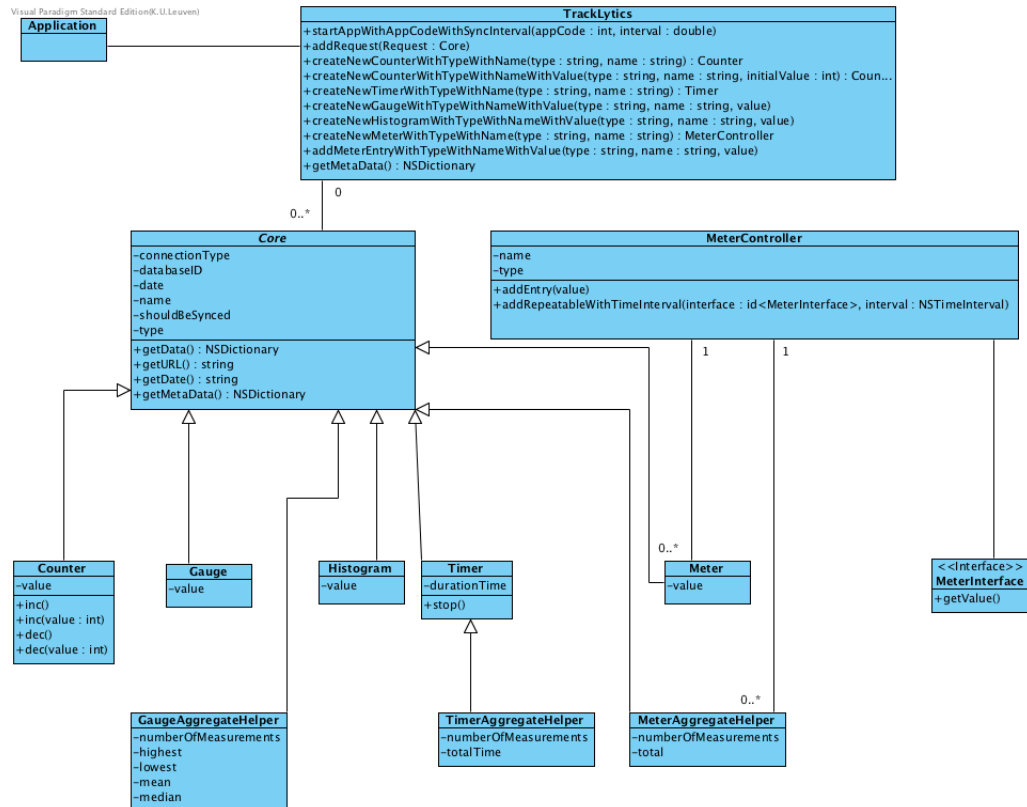 Visual Paradigm Standard Edition(K.U.Leuven)
Application
TrackLytics
+startAppWithAppCodeWithSyncInterval(appCode : int, interval : double)
+addRequest(Request : Core)
+createNewCounterWithTypeWithName(type : string, name : string) : Counter
+createNewCounterWithTypeWithNameWithValue(type : string, name : string, initialValue : int) : Coun...
+createNewTimerWithTypeWithName(type : string, name : string) : Timer
+createNewGaugeWithTypeWithNameWithValue(type : string, name : string, value)
+createNewHistogramWithTypeWithNameWithValue(type : string, name : string, value)
+createNewMeterWithTypeWithName(type : string, name : string) : MeterController
+addMeterEntryWithTypeWithNameWithValue(type : string, name : string, value)
+getMetaData() : NSDictionary
0
0..*
Core
-connectionType
-databaseID
-date
-name
-shouldBeSynced
-type
+getData() : NSDictionary
+getURL() : string
+getDate() : string
+getMetaData() : NSDictionary
MeterController
-name
-type
+addEntry(value)
+addRepeatableWithTimeInterval(interface : id<MeterInterface>, interval : NSTimeInterval)
1
1
0..*
Counter
-value
+inc()
+inc(value : int)
+dec()
+dec(value : int)
Gauge
-value
Histogram
-value
Timer
-durationTime
+stop()
Meter
-value
<<Interface>>
MeterInterface
+getValue()
0..*
GaugeAggregateHelper
-numberOfMeasurements
-highest
-lowest
-mean
-median
TimerAggregateHelper
-numberOfMeasurements
-totalTime
MeterAggregateHelper
-numberOfMeasurements
-total